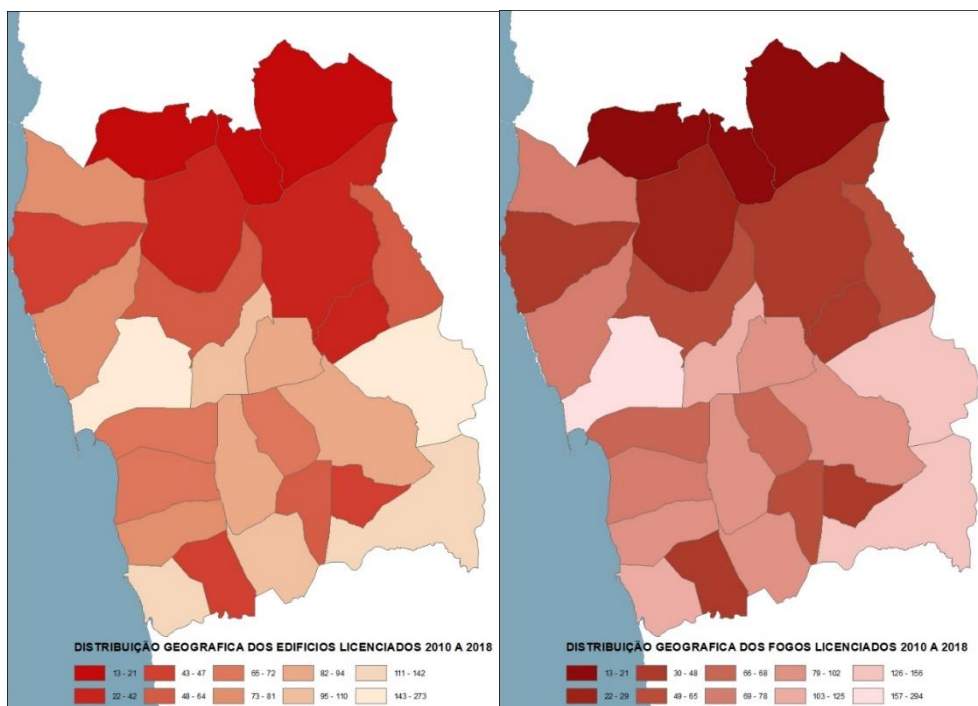 DISTRIBUIÇÃO GEOGRAFICA DOS EDIFICIOS LICENCIADOS 2010 A 2018
13 - 21 43 - 47 65 - 72 82 - 94 111 - 142
22 - 42 48 - 64 73 - 81 95 - 110 143 - 273
DISTRIBUIÇÃO GEOGRAFICA DOS FOGOS LICENCIADOS 2010 A 2018
13 - 21 30 - 48 66 - 68 79 - 102 126 - 156
22 - 29 49 - 65 69 - 78 103 - 125 157 - 294